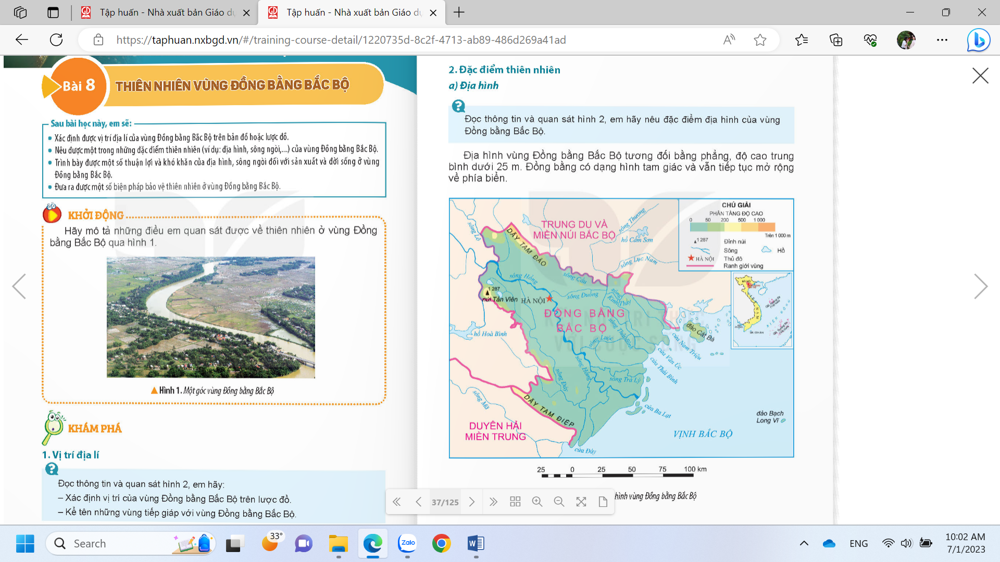 Tập huấn - Nhà xuất bản Giáo dụ
Tập huấn - Nhà xuất bản Giáo dụ
https://taphuan.nxbgd.vn/#/training-course-detail/1220735d-8c2f-4713-ab89-486d269a41ad
Bài 8
THIÊN NHIÊN VÙNG ĐỒNG BẰNG BẮC BỘ
Sau bài học này, em sẽ:
• Xác định được vị trí địa lí của vùng Đồng bằng Bắc Bộ trên bản đồ hoặc lược đồ.
• Nêu được một trong những đặc điểm thiên nhiên (ví dụ: địa hình, sông ngòi,...) của vùng Đồng bằng Bắc Bộ.
• Trình bày được một số thuận lợi và khó khăn của địa hình, sông ngòi đối với sản xuất và đời sống ở vùng
Đồng bằng Bắc Bộ.
• Đưa ra được một số biện pháp bảo vệ thiên nhiên ở vùng Đồng bằng Bắc Bộ.
KHỞI ĐỘNG
Hãy mô tả những điều em quan sát được về thiên nhiên ở vùng Đồng
bằng Bắc Bộ qua hình 1.
Hình 1. Một góc vùng Đồng bằng Bắc Bộ
KHÁM PHÁ
1. Vị trí địa lí
?
Đọc thông tin và quan sát hình 2, em hãy:
– Xác định vị trí của vùng Đồng bằng Bắc Bộ trên lược đồ.
– Kể tên những vùng tiếp giáp với vùng Đồng bằng Bắc Bộ.
2. Đặc điểm thiên nhiên
a) Địa hình
?
Đọc thông tin và quan sát hình 2, em hãy nêu đặc điểm địa hình của vùng
Đồng bằng Bắc Bộ.
Địa hình vùng Đồng bằng Bắc Bộ tương đối bằng phẳng, độ cao trung
bình dưới 25 m. Đồng bằng có dạng hình tam giác và vẫn tiếp tục mở rộng
về phía biển.
CHÚ GIẢI
PHÂN TẦNG ĐỘ CAO
0 50 200 500 1 000
Trên 1 000 m
1 287 Đỉnh núi
Sông Hồ
HÀ NỘI Thủ đô
Ranh giới vùng
TRUNG DU VÀ
MIỀN NÚI BẮC BỘ
sông Lô
sông Thương
hồ Cấm Sơn
DÃY TAM ĐẢO
sông Lục Nam
sông Hồng
sông Cầu
sông Đuống
sông
Kinh Thầy
1 287
núi Tản Viên
HÀ NỘI
ĐỒNG BẰNG
BẮC BỘ
hồ Hoà Bình
sông Thái Bình
sông Luộc
đảo Cát Bà
cửa Nam Triệu
cửa Văn Úc
cửa Thái Bình
sông Hồng
sông Trà Lý
sông Đáy
sông Mã
DÃY TAM ĐIỆP
cửa Ba Lạt
DUYÊN HẢI
MIỀN TRUNG
cửa Đáy
VỊNH BẮC BỘ
đảo Bạch
Long Vĩ
25 0 25 50 75 100 km
hình vùng Đồng bằng Bắc Bộ
37/125
Search
33°
Zalo
ENG
10:02 AM
7/1/2023